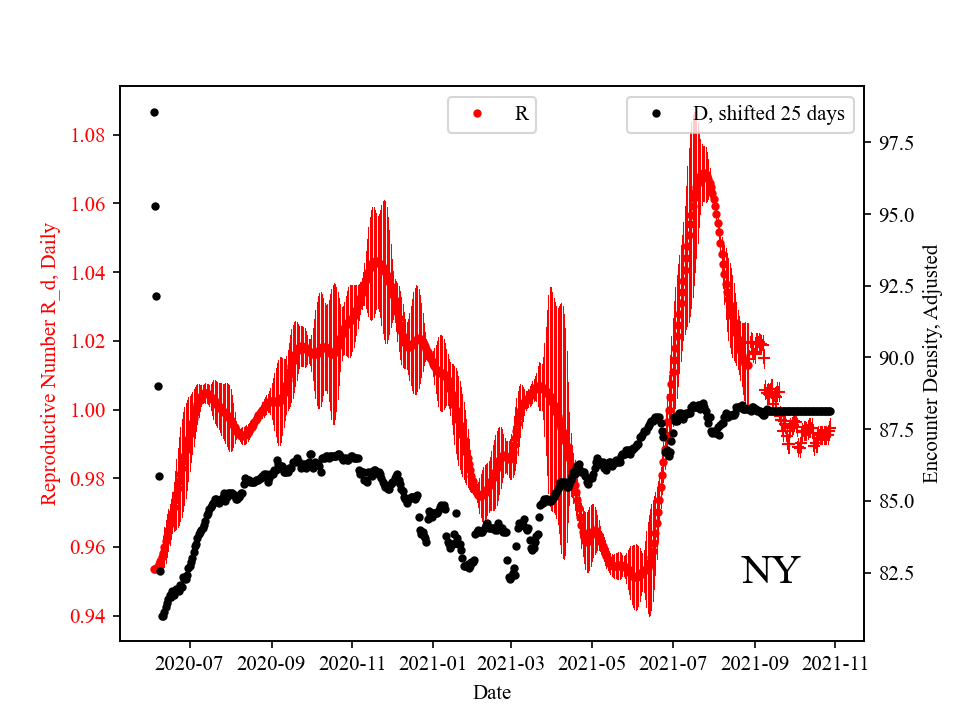 R
D, shifted 25 days
1.08
1.06
1.04
1.02
1.00
0.98
0.96
0.94
Reproductive Number R_d, Daily
97.5
95.0
92.5
90.0
87.5
85.0
82.5
Encounter Density, Adjusted
NY
2020-07 2020-09 2020-11 2021-01 2021-03 2021-05 2021-07 2021-09 2021-11
Date